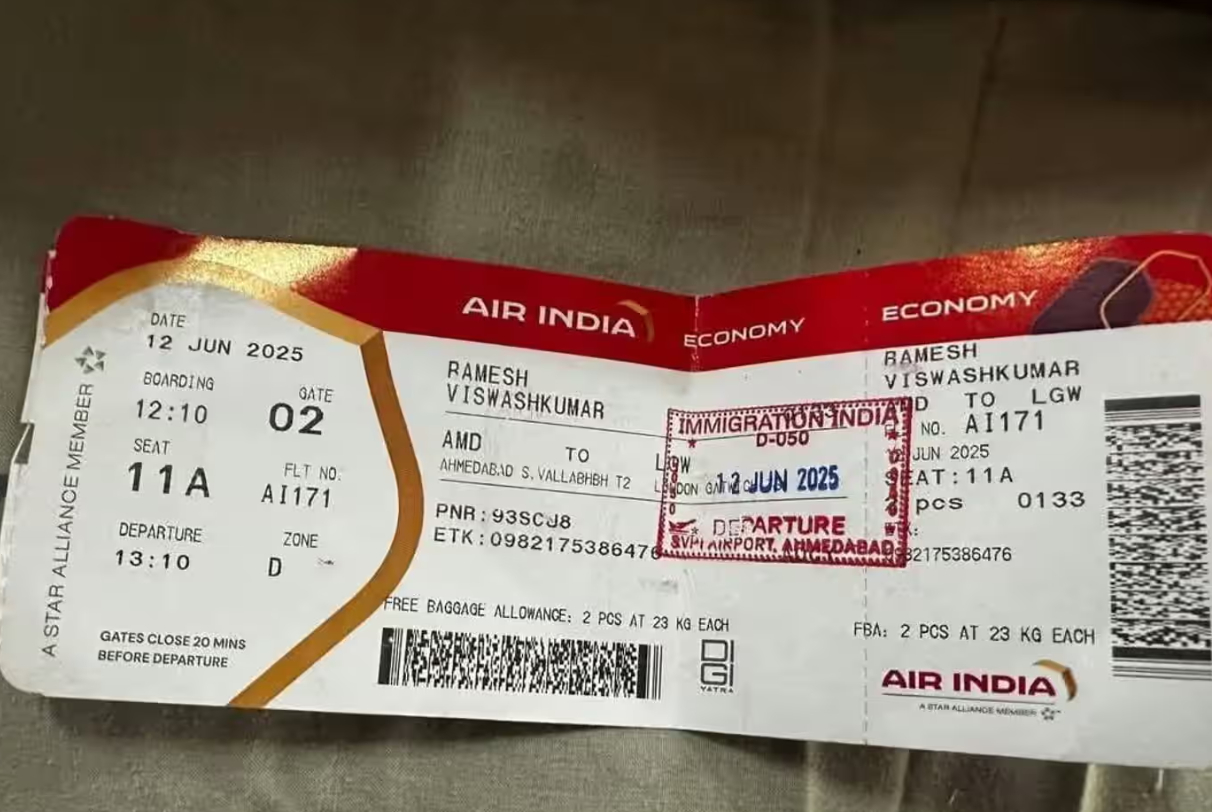 A STAR ALLIANCE MEMBER
DATE
12 JUN 2025
BOARDING
12:10
GATE
02
SEAT
11A
FLT NO.
AI171
DEPARTURE
13:10
ZONE
D
GATES CLOSE 20 MINS
BEFORE DEPARTURE
AIR INDIA
ECONOMY
RAMESH
VISWASHKUMAR
AMD TO LGW
AHMEDABAD S.VALLABHBH T2
PNR:93SCJ8
ETK:0982175386476
FREE BAGGAGE ALLOWANCE: 2 PCS AT 23 KG EACH
DIGI
YATRA
IMMIGRATION INDIA
D-050
12 JUN 2025
DEPARTURE
SVPI AIRPORT, AHMEDABAD
ECONOMY
RAMESH
VISWASHKUMAR
TO LGW
NO. AI171
JUN 2025
SEAT:11A
pcs 0133
82175386476
FBA: 2 PCS AT 23 KG EACH
AIR INDIA
A STAR ALLIANCE MEMBER